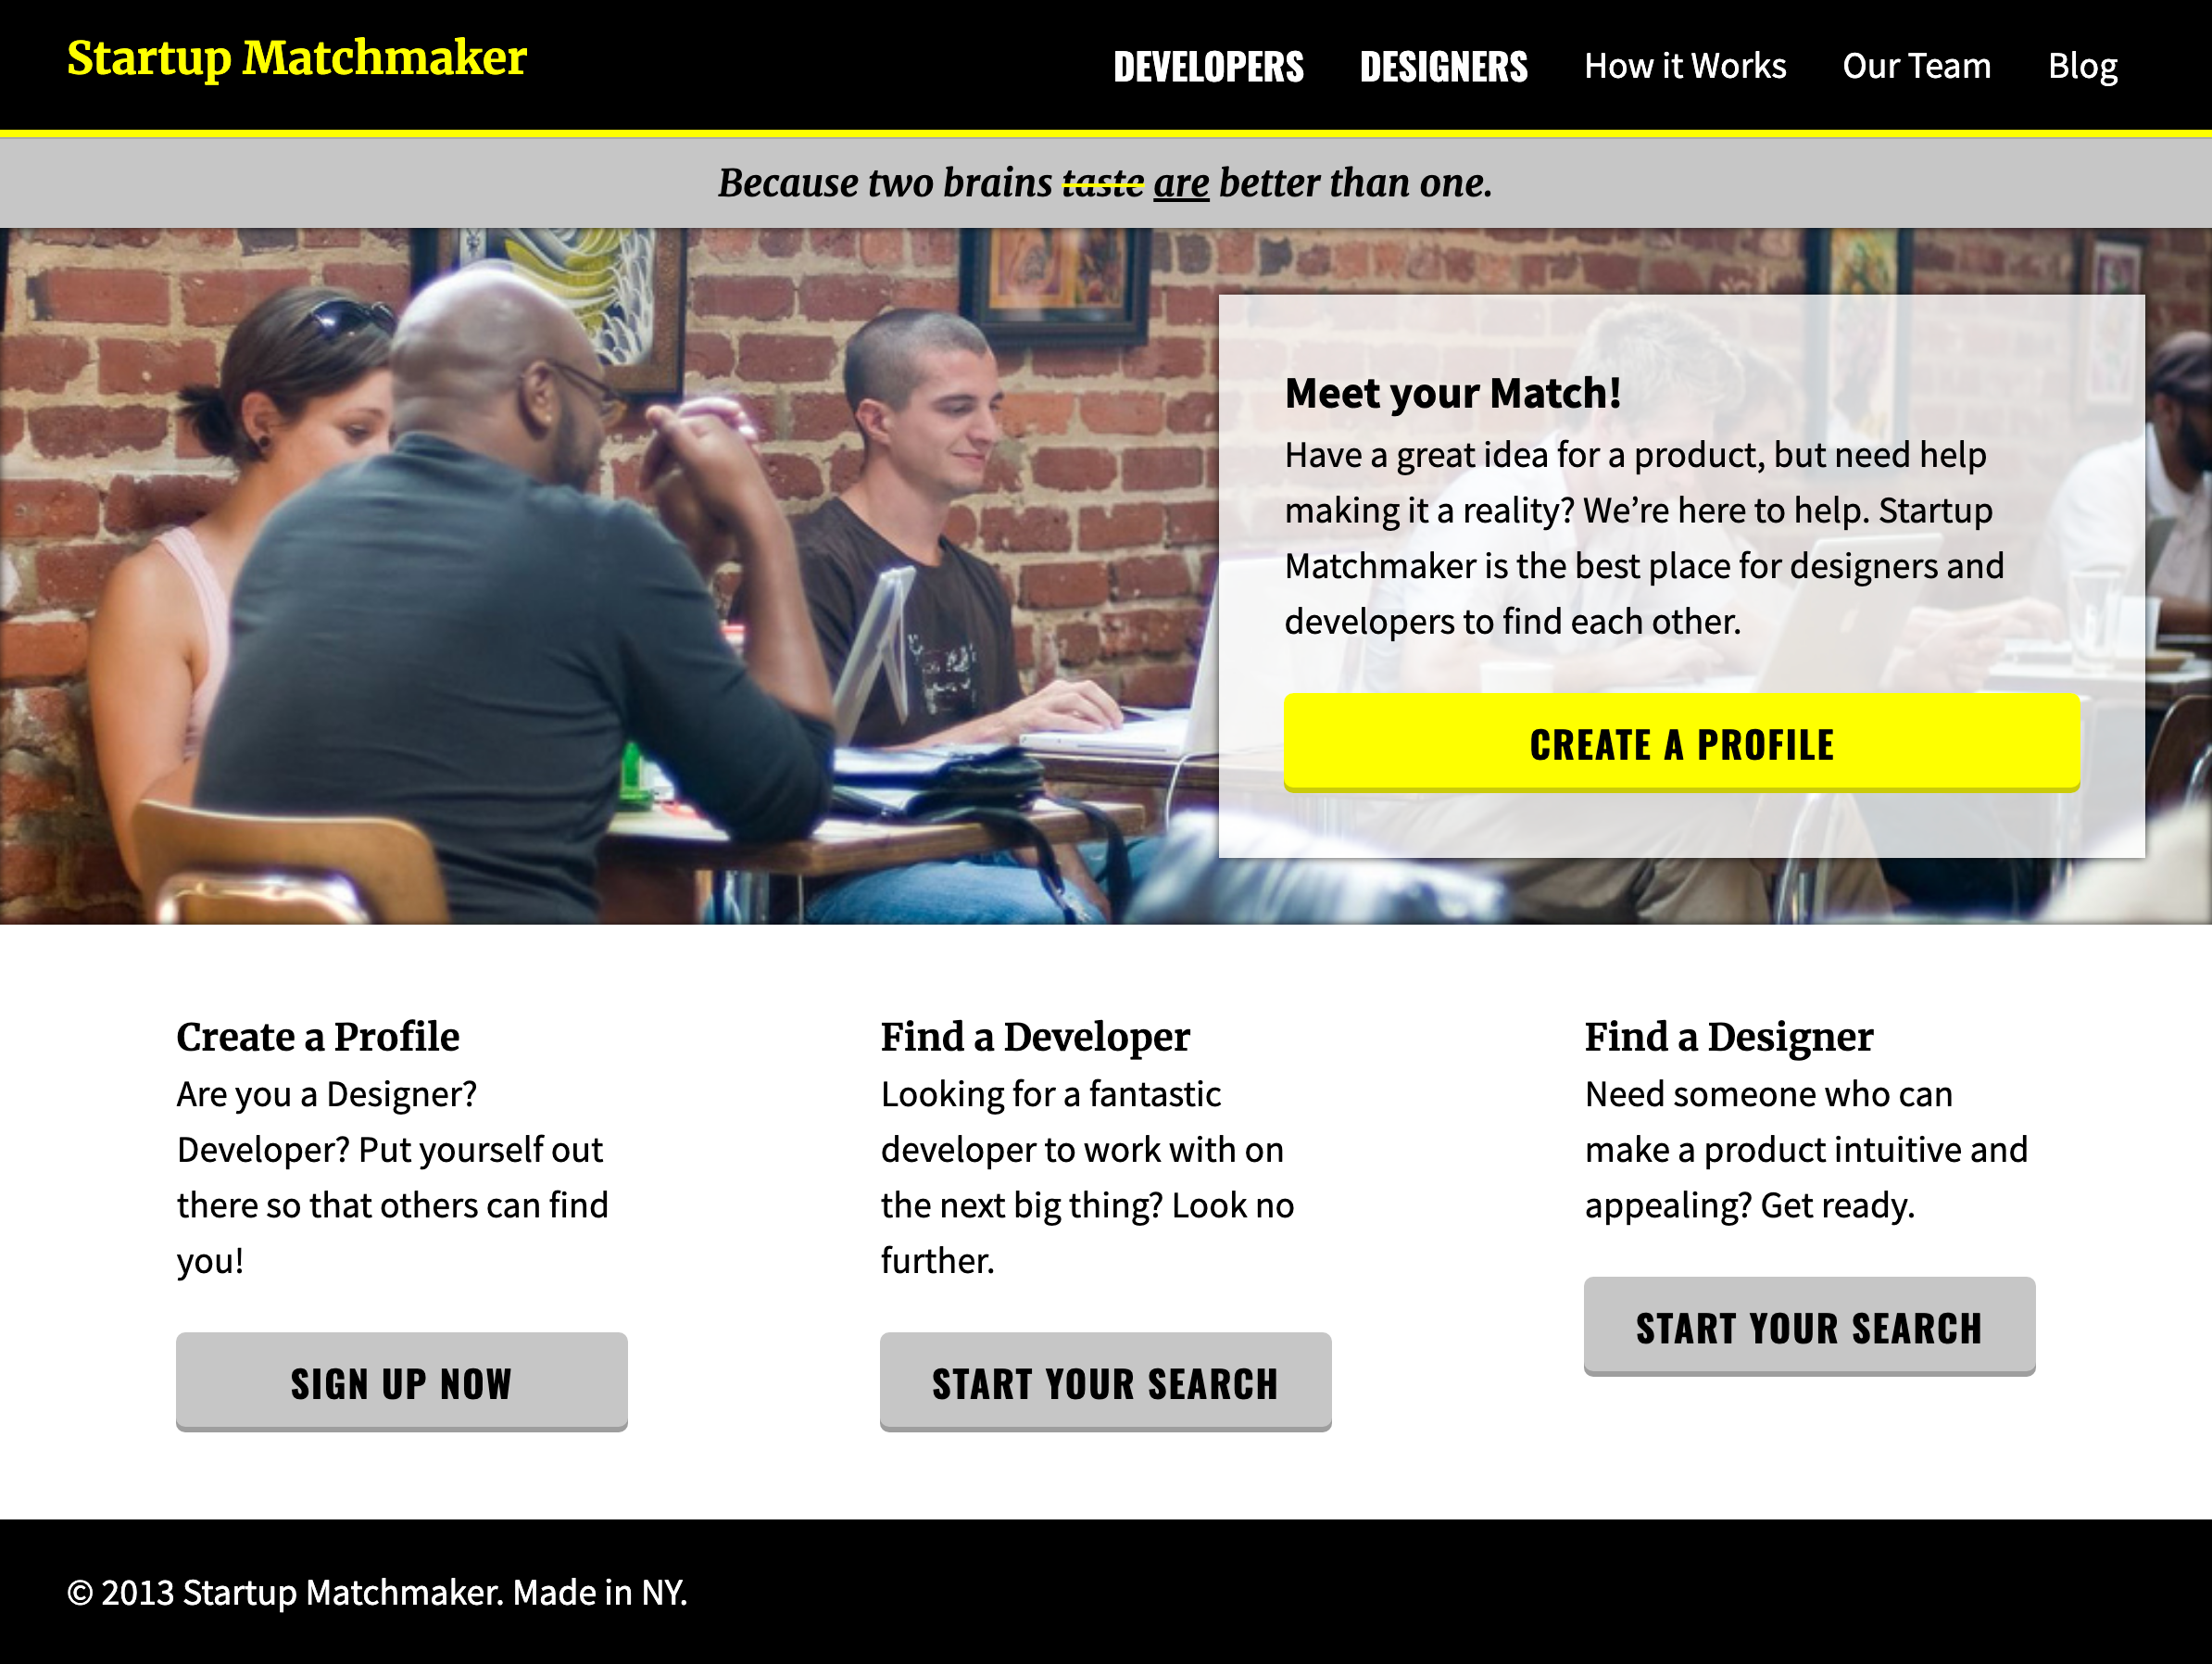 Startup Matchmaker
DEVELOPERS DESIGNERS How it Works Our Team Blog
Because two brains taste are better than one.
Meet your Match!
Have a great idea for a product, but need help
making it a reality? We’re here to help. Startup
Matchmaker is the best place for designers and
developers to find each other.
CREATE A PROFILE
Create a Profile
Are you a Designer?
Developer? Put yourself out
there so that others can find
you!
SIGN UP NOW
Find a Developer
Looking for a fantastic
developer to work with on
the next big thing? Look no
further.
START YOUR SEARCH
Find a Designer
Need someone who can
make a product intuitive and
appealing? Get ready.
START YOUR SEARCH
© 2013 Startup Matchmaker. Made in NY.